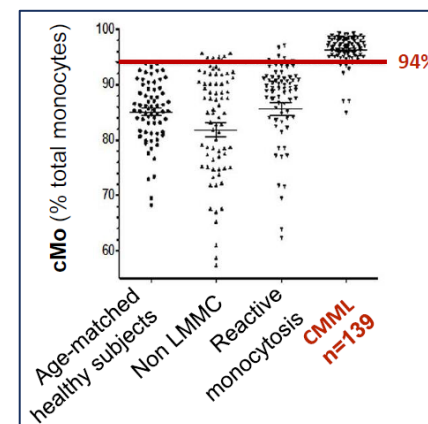 cMo (% total monocytes)
100
90
80
70
60
94%
Age-matched
healthy subjects
Non LMMC
Reactive
monocytosis
CMML
n=139